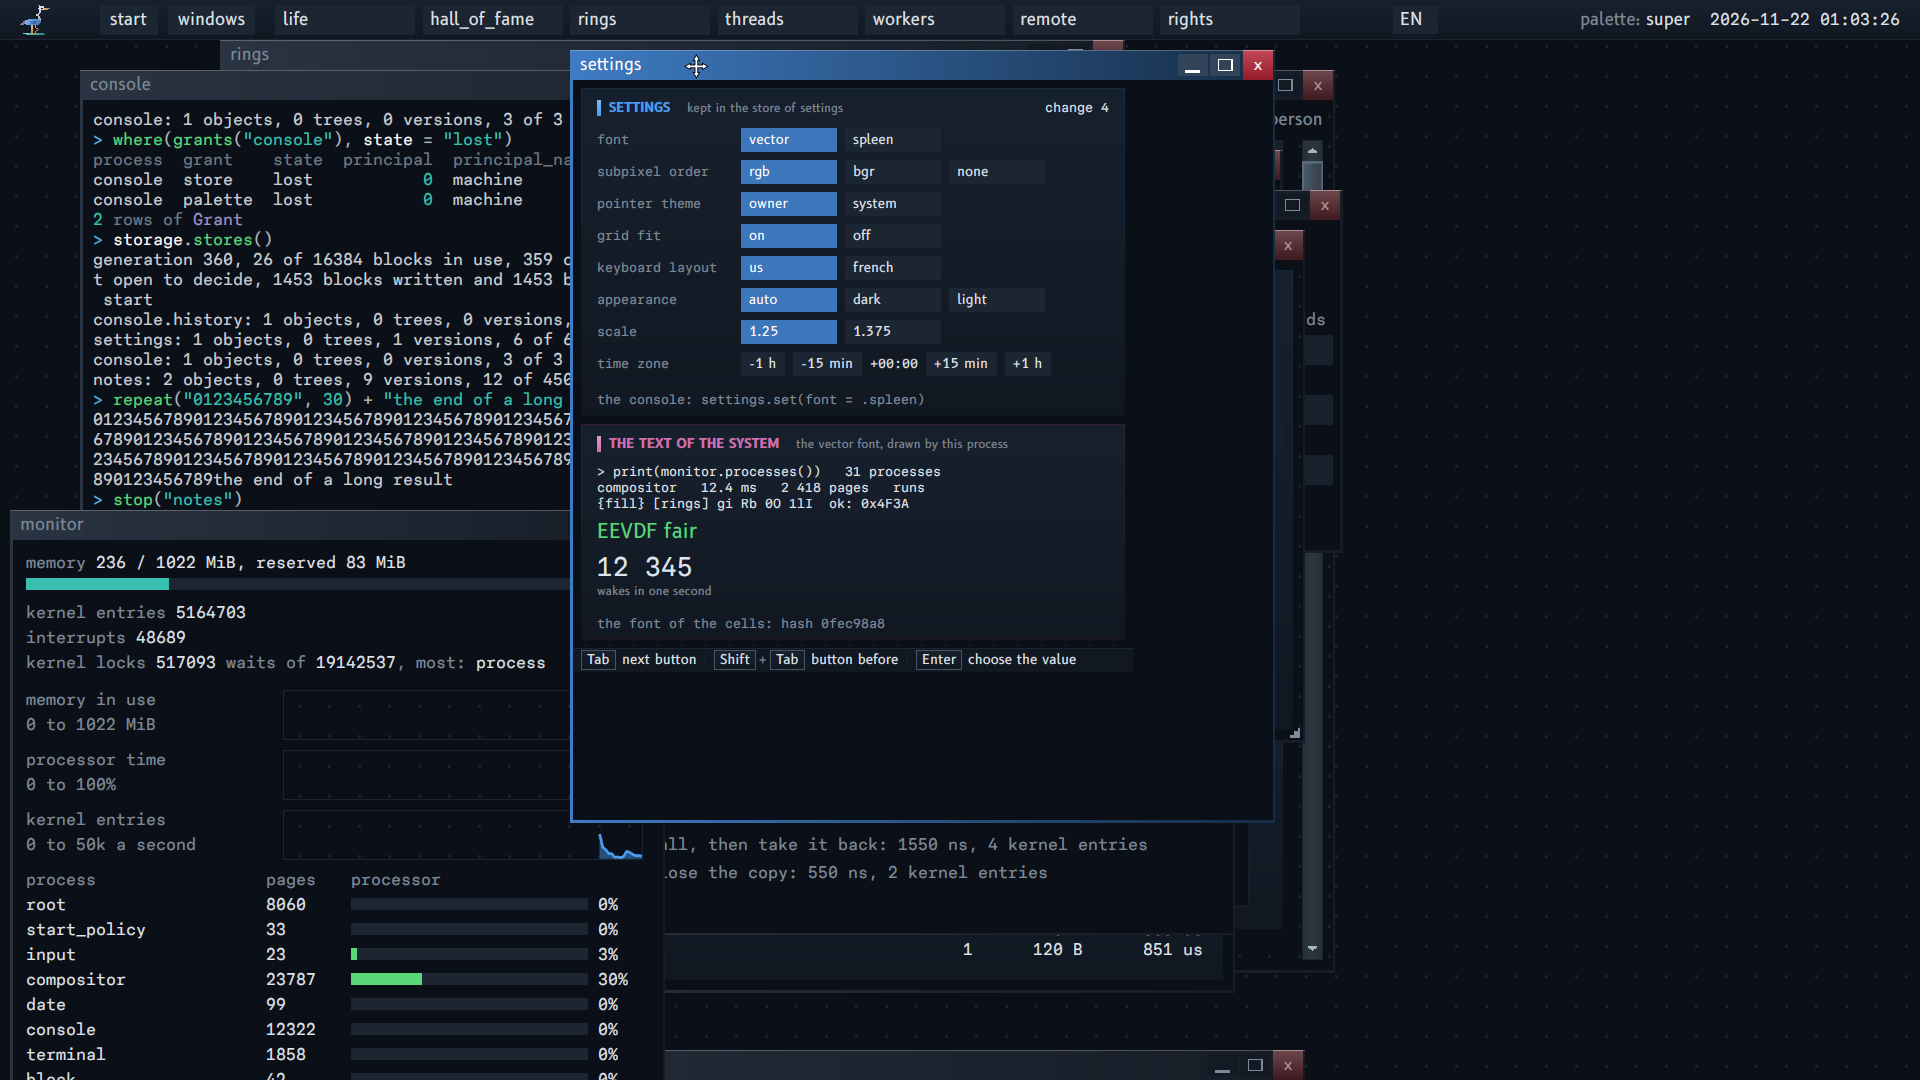 start windows life hall_of_fame rings threads workers remote rights EN palette: super 2026-11-22 01:03:26
rings
console
console: 1 objects, 0 trees, 0 versions, 3 of 3
> where(grants("console"), state = "lost")
process grant state principal principal_na
console store lost 0 machine
console palette lost 0 machine
2 rows of Grant
> storage.stores()
generation 360, 26 of 16384 blocks in use, 359
t open to decide, 1453 blocks written and 1453
start
console.history: 1 objects, 0 trees, 0 versions,
settings: 1 objects, 0 trees, 1 versions, 6 of 6
console: 1 objects, 0 trees, 0 versions, 3 of 3
notes: 2 objects, 0 trees, 9 versions, 12 of 450
> repeat("0123456789", 30) + "the end of a long
012345678901234567890123456789012345678901234567
678901234567890123456789012345678901234567890123
234567890123456789012345678901234567890123456789
890123456789the end of a long result
> stop("notes")
settings
x
SETTINGS kept in the store of settings change 4
font vector spleen
subpixel order rgb bgr none
pointer theme owner system
grid fit on off
keyboard layout us french
appearance auto dark light
scale 1.25 1.375
time zone -1 h -15 min +00:00 +15 min +1 h
the console: settings.set(font = .spleen)
THE TEXT OF THE SYSTEM the vector font, drawn by this process
> print(monitor.processes()) 31 processes
compositor 12.4 ms 2 418 pages runs
{fill} [rings] gi Rb 0O 1lI ok: 0x4F3A
EEVDF fair
12 345
wakes in one second
the font of the cells: hash 0fec98a8
Tab next button Shift + Tab button before Enter choose the value
x
person
x
x
ds
monitor
memory 236 / 1022 MiB, reserved 83 MiB
kernel entries 5164703
interrupts 48689
kernel locks 517093 waits of 19142537, most: process
memory in use
0 to 1022 MiB
processor time
0 to 100%
kernel entries
0 to 50k a second
process pages processor
root 8060 0%
start_policy 33 0%
input 23 3%
compositor 23787 30%
date 99 0%
console 12322 0%
terminal 1858 0%
block 42 0%
all, then take it back: 1550 ns, 4 kernel entries
lose the copy: 550 ns, 2 kernel entries
1 120 B 851 us
x